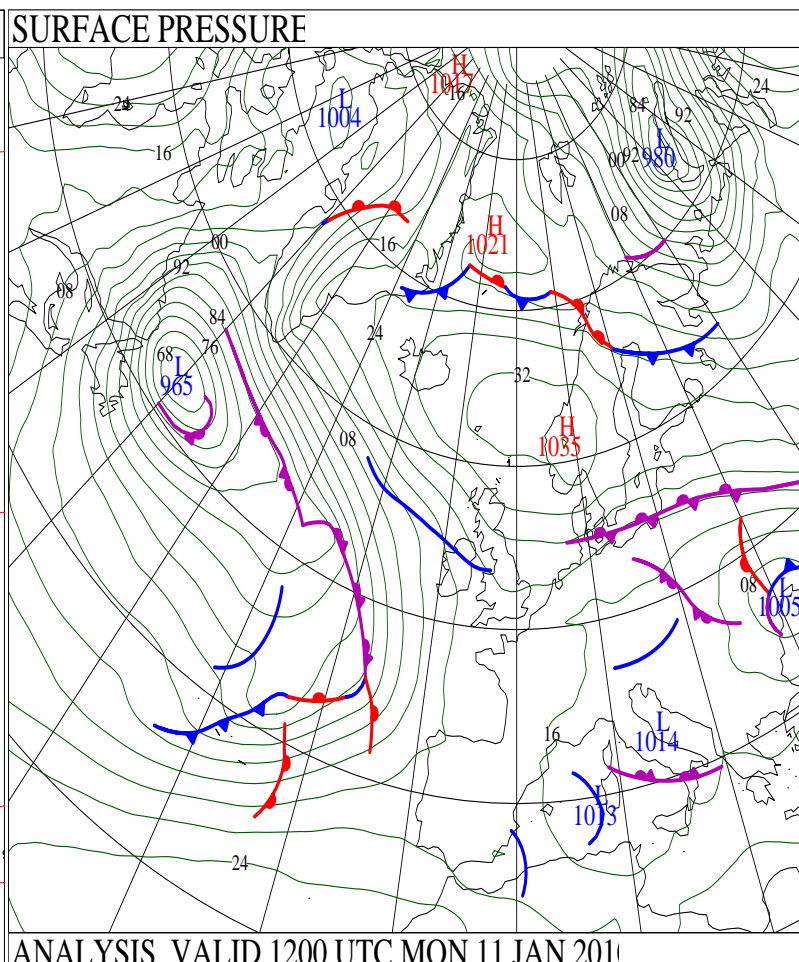 SURFACE PRESSURE
H
1017
16
24
24
L
1004
84
92
L
980
16
00
92
08
H
1021
00
16
92
08
84
24
76
68
L
965
32
H
1035
08
08
L
1005
L
1014
16
L
1013
24
ANALYSIS VALID 1200 UTC MON 11 JAN 201